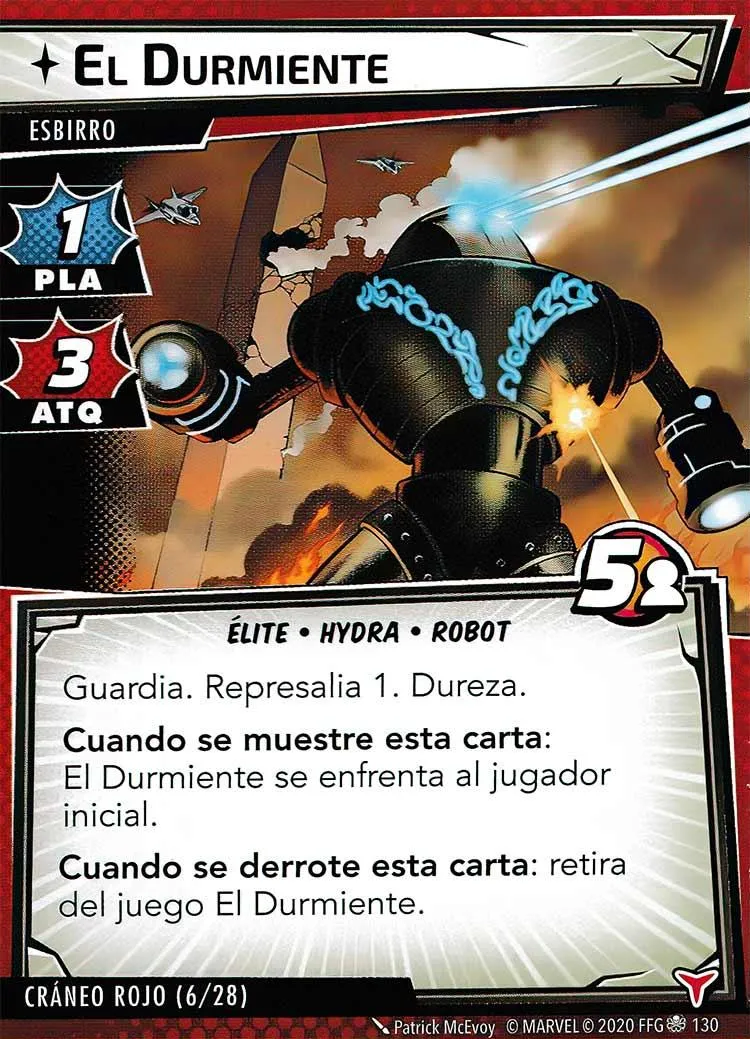 El Durmiente
ESBIRRO
1
PLA
3
ATQ
5
ÉLITE • HYDRA • ROBOT
Guardia. Represalia 1. Dureza.
Cuando se muestre esta carta:
El Durmiente se enfrenta al jugador
inicial.
Cuando se derrote esta carta: retira
del juego El Durmiente.
CRÁNEO ROJO (6/28)
Patrick McEvoy © MARVEL © 2020 FFG 130